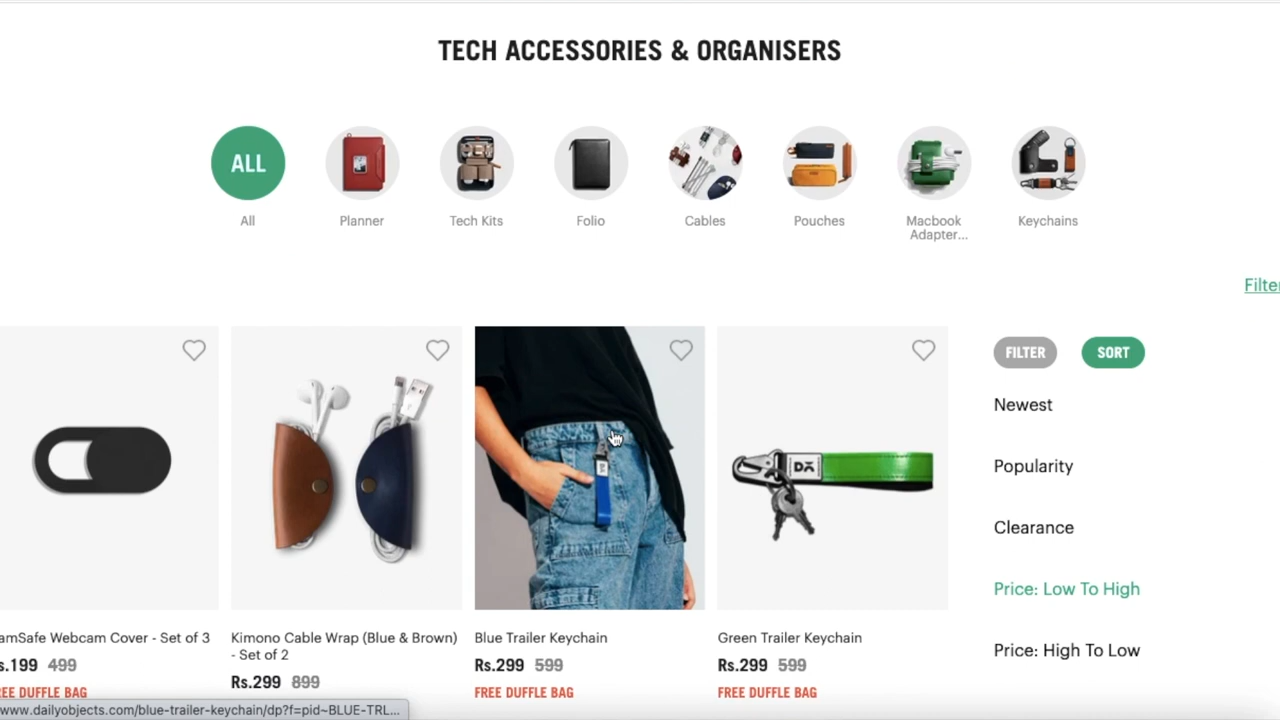 TECH ACCESSORIES & ORGANISERS
ALL
All
Planner
Tech Kits
Folio
Cables
Pouches
Macbook
Adapter...
Keychains
Filter
FILTER
SORT
Newest
Popularity
Clearance
Price: Low To High
Price: High To Low
amSafe Webcam Cover - Set of 3
s.199 499
REE DUFFLE BAG
Kimono Cable Wrap (Blue & Brown)
- Set of 2
Rs.299 899
Blue Trailer Keychain
Rs.299 599
FREE DUFFLE BAG
Green Trailer Keychain
Rs.299 599
FREE DUFFLE BAG
www.dailyobjects.com/blue-trailer-keychain/dp?f=pid~BLUE-TRL...